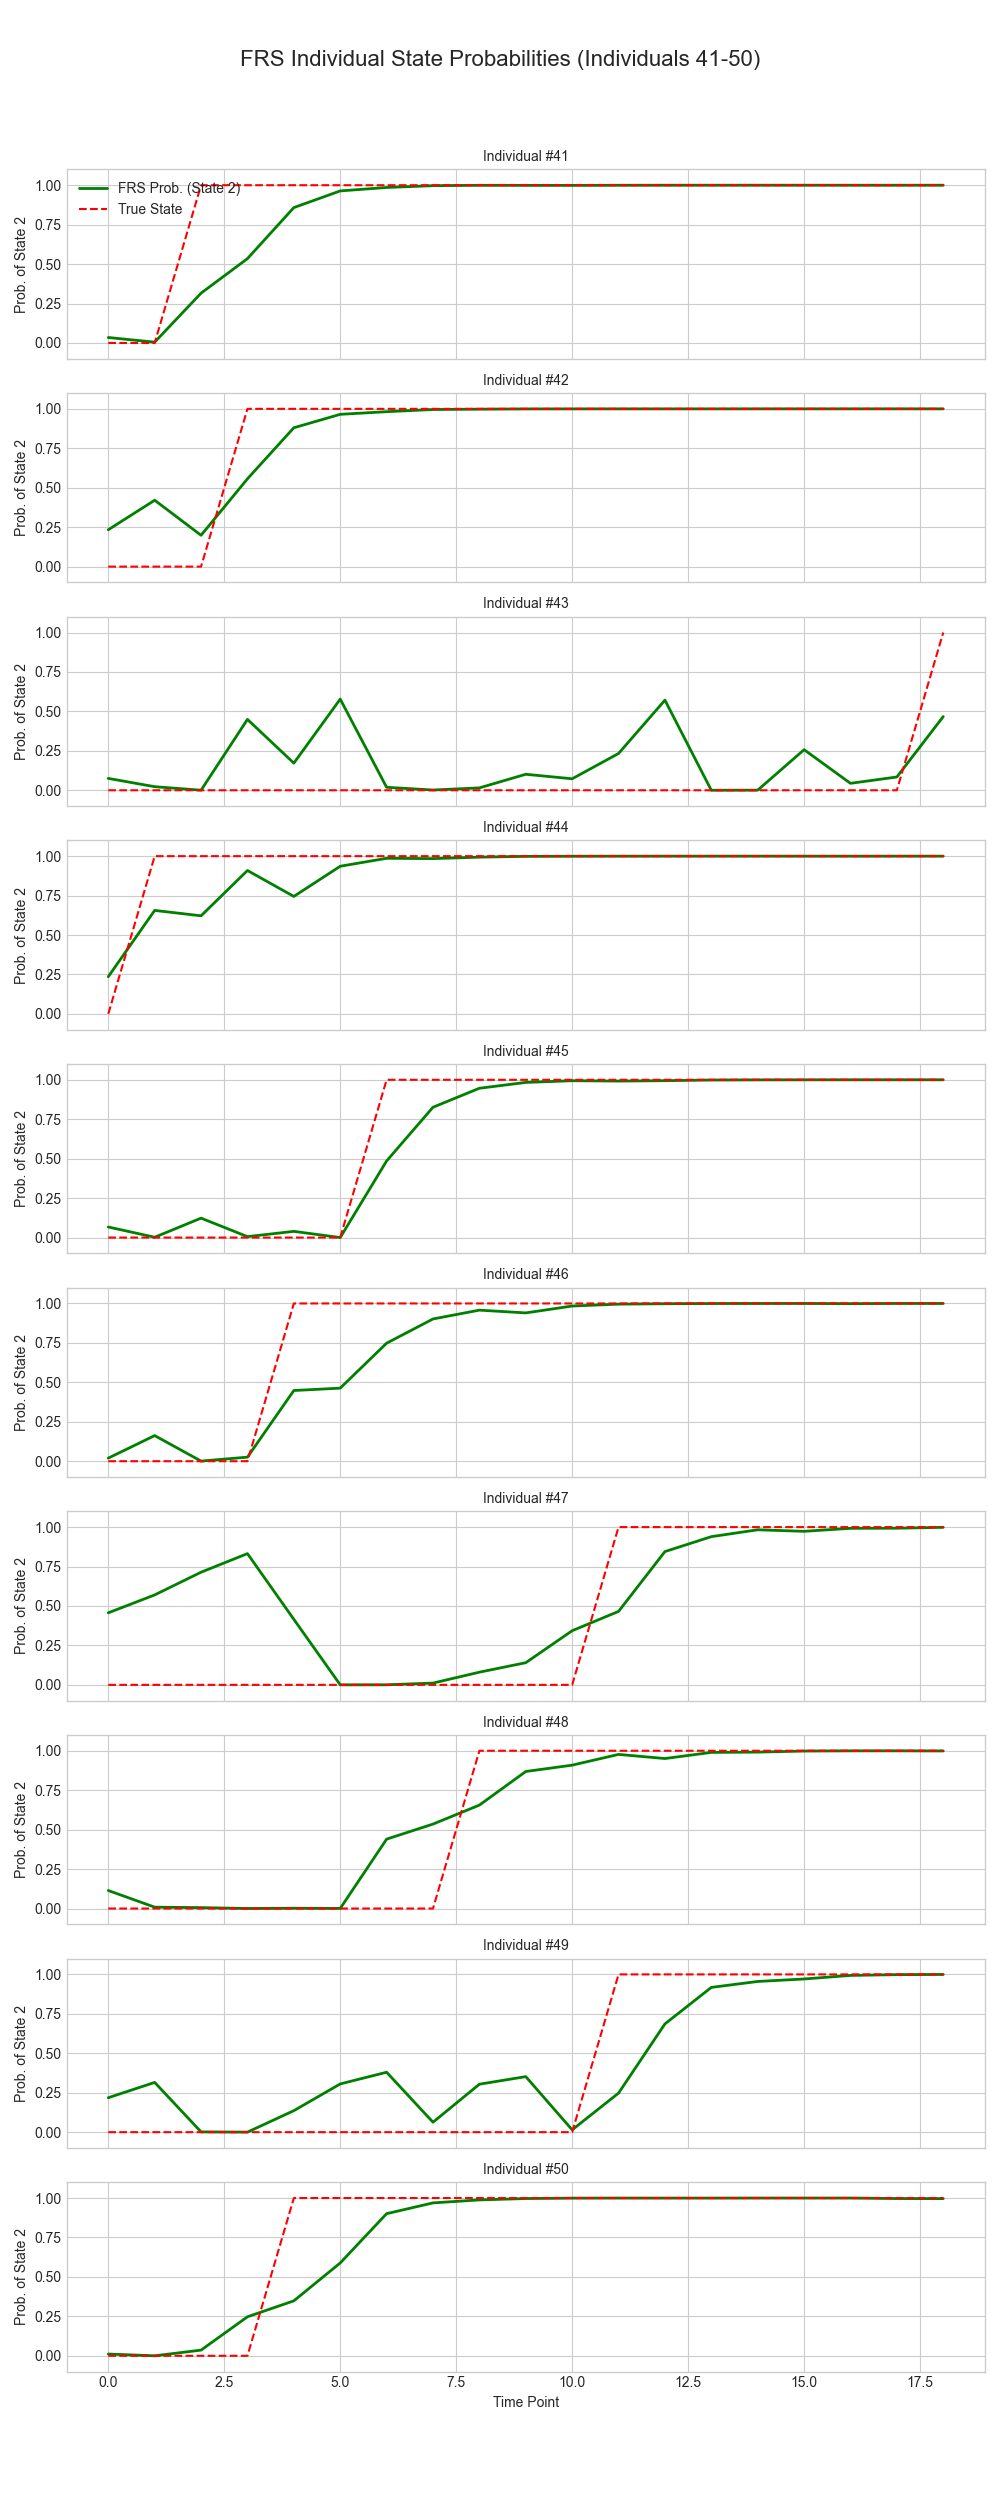 FRS Individual State Probabilities (Individuals 41-50)
Individual #41
FRS Prob. (State 2)
True State
1.00
0.75
0.50
0.25
0.00
Prob. of State 2
Individual #42
1.00
0.75
0.50
0.25
0.00
Prob. of State 2
Individual #43
1.00
0.75
0.50
0.25
0.00
Prob. of State 2
Individual #44
1.00
0.75
0.50
0.25
0.00
Prob. of State 2
Individual #45
1.00
0.75
0.50
0.25
0.00
Prob. of State 2
Individual #46
1.00
0.75
0.50
0.25
0.00
Prob. of State 2
Individual #47
1.00
0.75
0.50
0.25
0.00
Prob. of State 2
Individual #48
1.00
0.75
0.50
0.25
0.00
Prob. of State 2
Individual #49
1.00
0.75
0.50
0.25
0.00
Prob. of State 2
Individual #50
1.00
0.75
0.50
0.25
0.00
Prob. of State 2
0.0 2.5 5.0 7.5 10.0 12.5 15.0 17.5
Time Point